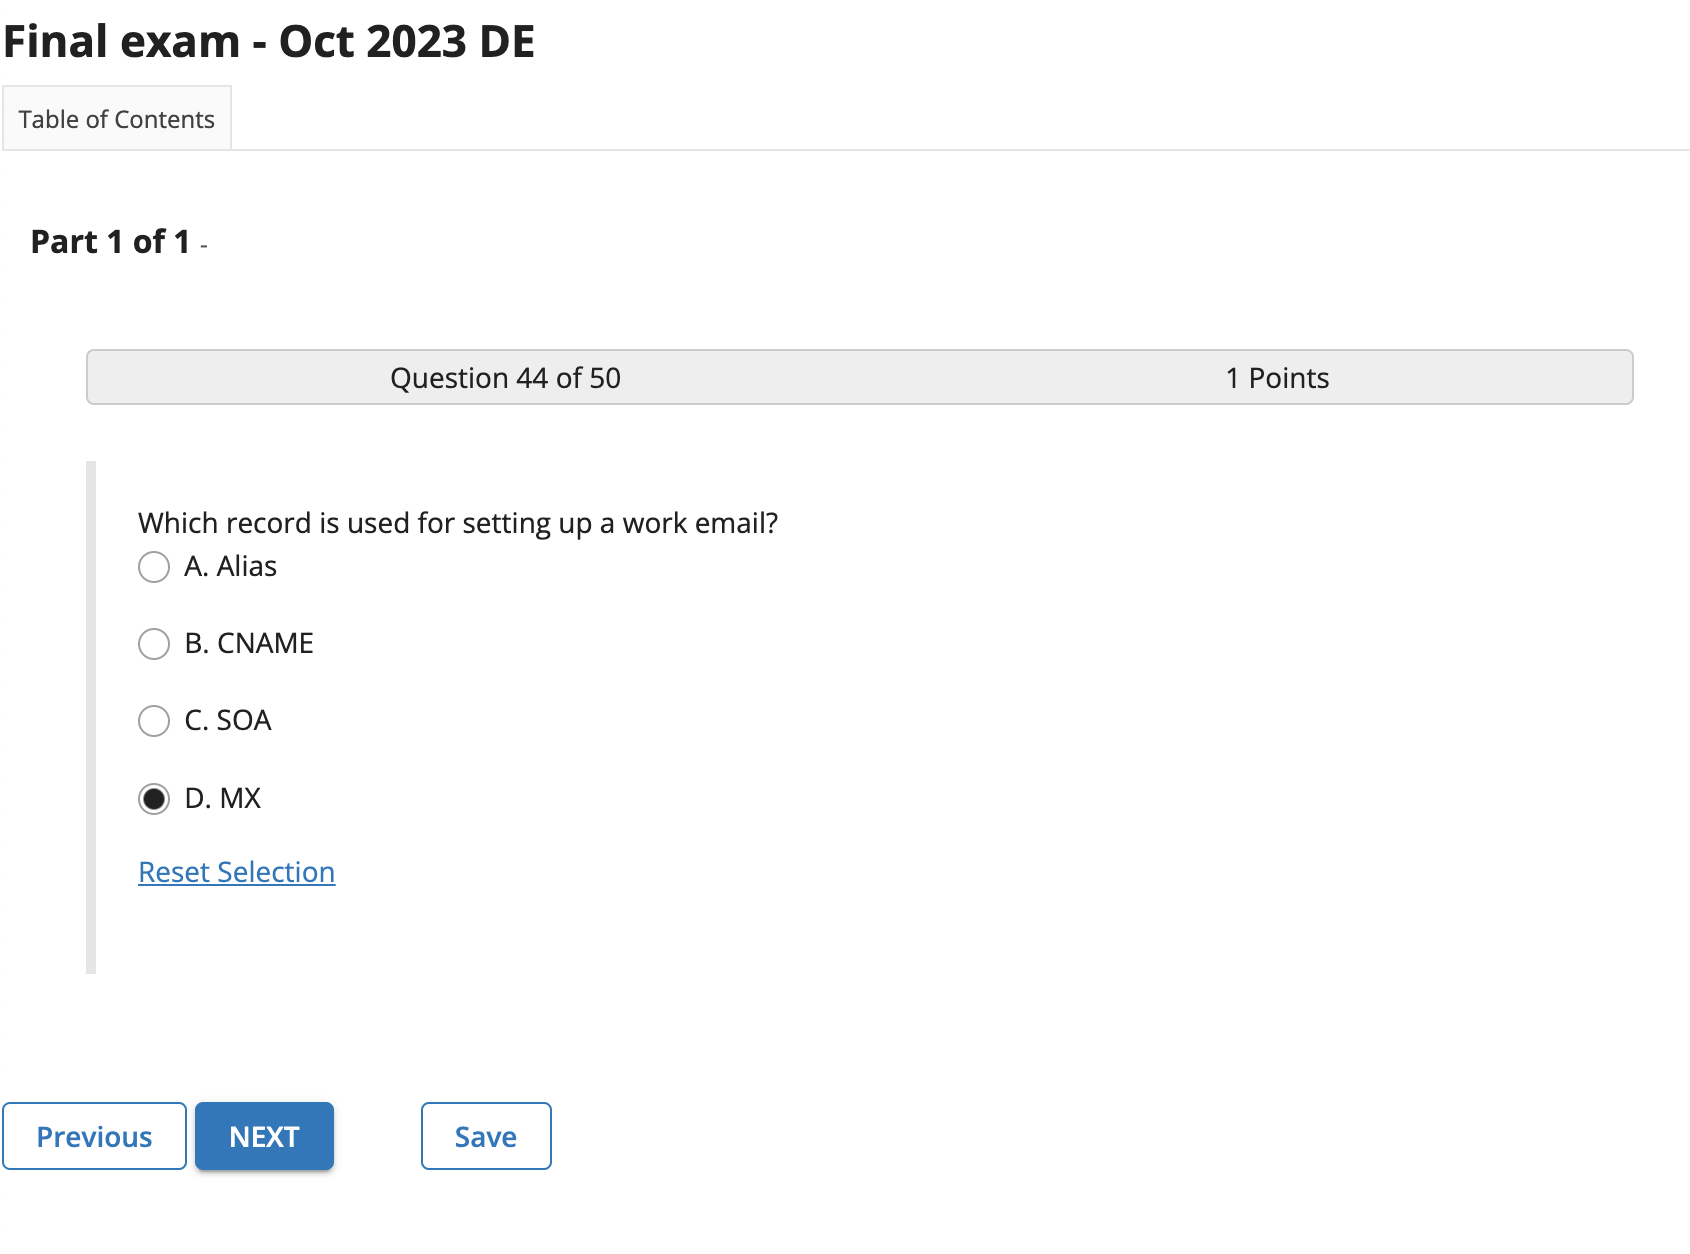 Final exam - Oct 2023 DE
Table of Contents
Part 1 of 1 -
Question 44 of 50 1 Points
Which record is used for setting up a work email?
A. Alias
B. CNAME
C. SOA
D. MX
Reset Selection
Previous NEXT Save